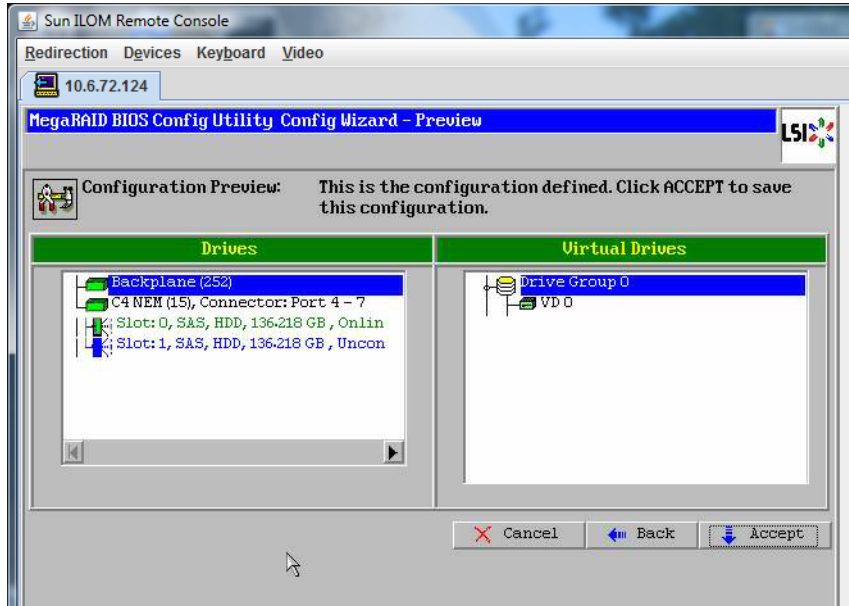 Sun ILOM Remote Console
Redirection Devices Keyboard Video
10.6.72.124
MegaRAID BIOS Config Utility Config Wizard - Preview
LSI
Configuration Preview: This is the configuration defined. Click ACCEPT to save
this configuration.
Drives
Virtual Drives
Backplane (252)
C4 NEM (15), Connector: Port 4 - 7
Slot: 0, SAS, HDD, 136.218 GB , Onlin
Slot: 1, SAS, HDD, 136.218 GB , Uncon
Drive Group 0
VD 0
Cancel
Back
Accept